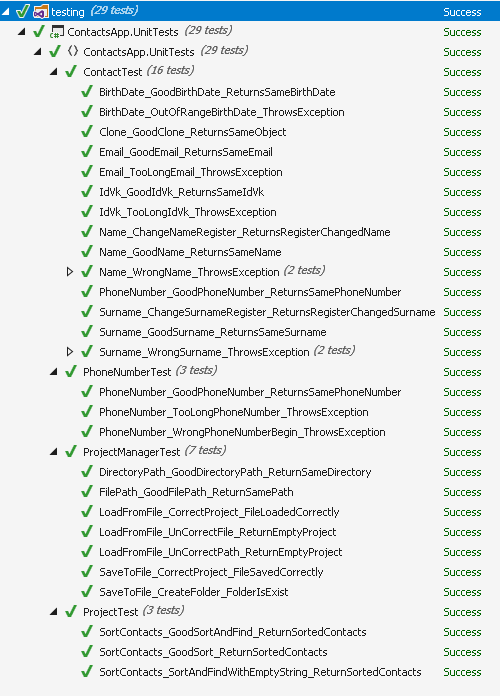 testing (29 tests) Success
ContactsApp.UnitTests (29 tests) Success
ContactsApp.UnitTests (29 tests) Success
ContactTest (16 tests) Success
BirthDate_GoodBirthDate_ReturnsSameBirthDate Success
BirthDate_OutOfRangeBirthDate_ThrowsException Success
Clone_GoodClone_ReturnsSameObject Success
Email_GoodEmail_ReturnsSameEmail Success
Email_TooLongEmail_ThrowsException Success
IdVk_GoodIdVk_ReturnsSameIdVk Success
IdVk_TooLongIdVk_ThrowsException Success
Name_ChangeNameRegister_ReturnsRegisterChangedName Success
Name_GoodName_ReturnsSameName Success
Name_WrongName_ThrowsException (2 tests) Success
PhoneNumber_GoodPhoneNumber_ReturnsSamePhoneNumber Success
Surname_ChangeSurnameRegister_ReturnsRegisterChangedSurname Success
Surname_GoodSurname_ReturnsSameSurname Success
Surname_WrongSurname_ThrowsException (2 tests) Success
PhoneNumberTest (3 tests) Success
PhoneNumber_GoodPhoneNumber_ReturnsSamePhoneNumber Success
PhoneNumber_TooLongPhoneNumber_ThrowsException Success
PhoneNumber_WrongPhoneNumberBegin_ThrowsException Success
ProjectManagerTest (7 tests) Success
DirectoryPath_GoodDirectoryPath_ReturnSameDirectory Success
FilePath_GoodFilePath_ReturnSamePath Success
LoadFromFile_CorrectProject_FileLoadedCorrectly Success
LoadFromFile_UnCorrectFile_ReturnEmptyProject Success
LoadFromFile_UnCorrectPath_ReturnEmptyProject Success
SaveToFile_CorrectProject_FileSavedCorrectly Success
SaveToFile_CreateFolder_FolderIsExist Success
ProjectTest (3 tests) Success
SortContacts_GoodSortAndFind_ReturnSortedContacts Success
SortContacts_GoodSort_ReturnSortedContacts Success
SortContacts_SortAndFindWithEmptyString_ReturnSortedContacts Success